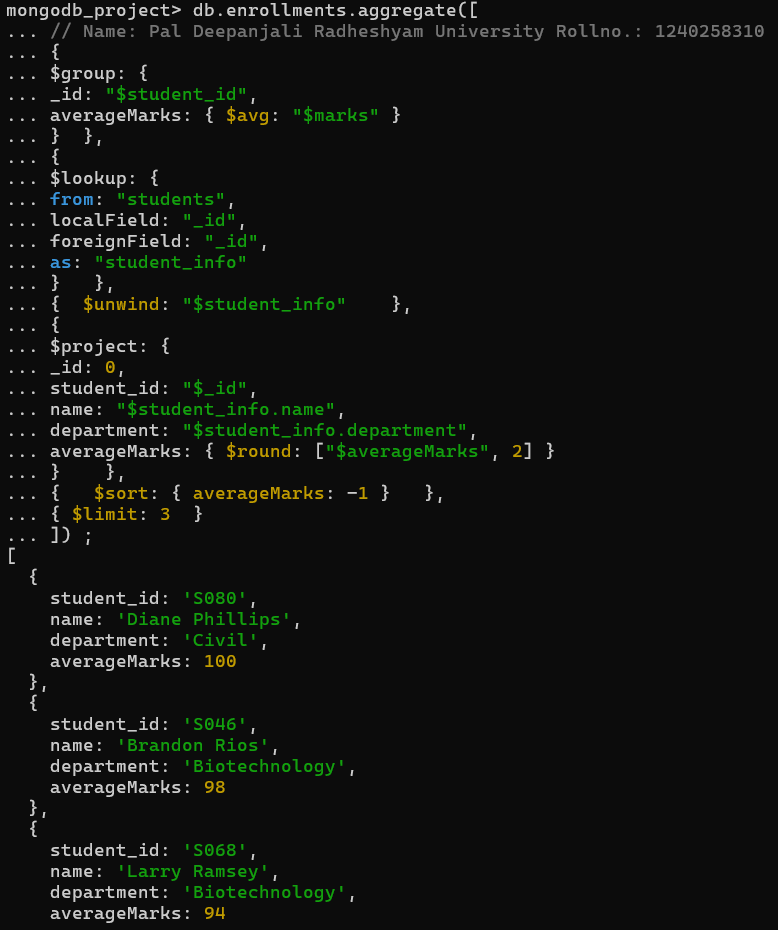 mongodb_project> db.enrollments.aggregate([
... // Name: Pal Deepanjali Radheshyam University Rollno.: 1240258310
... {
... $group: {
... _id: "$student_id",
... averageMarks: { $avg: "$marks" }
... }  },
... {
... $lookup: {
... from: "students",
... localField: "_id",
... foreignField: "_id",
... as: "student_info"
... }   },
... {  $unwind: "$student_info"    },
... {
... $project: {
... _id: 0,
... student_id: "$_id",
... name: "$student_info.name",
... department: "$student_info.department",
... averageMarks: { $round: ["$averageMarks", 2] }
... }    },
... {   $sort: { averageMarks: -1 }   },
... { $limit: 3  }
... ]) ;
[
  {
    student_id: 'S080',
    name: 'Diane Phillips',
    department: 'Civil',
    averageMarks: 100
  },
  {
    student_id: 'S046',
    name: 'Brandon Rios',
    department: 'Biotechnology',
    averageMarks: 98
  },
  {
    student_id: 'S068',
    name: 'Larry Ramsey',
    department: 'Biotechnology',
    averageMarks: 94